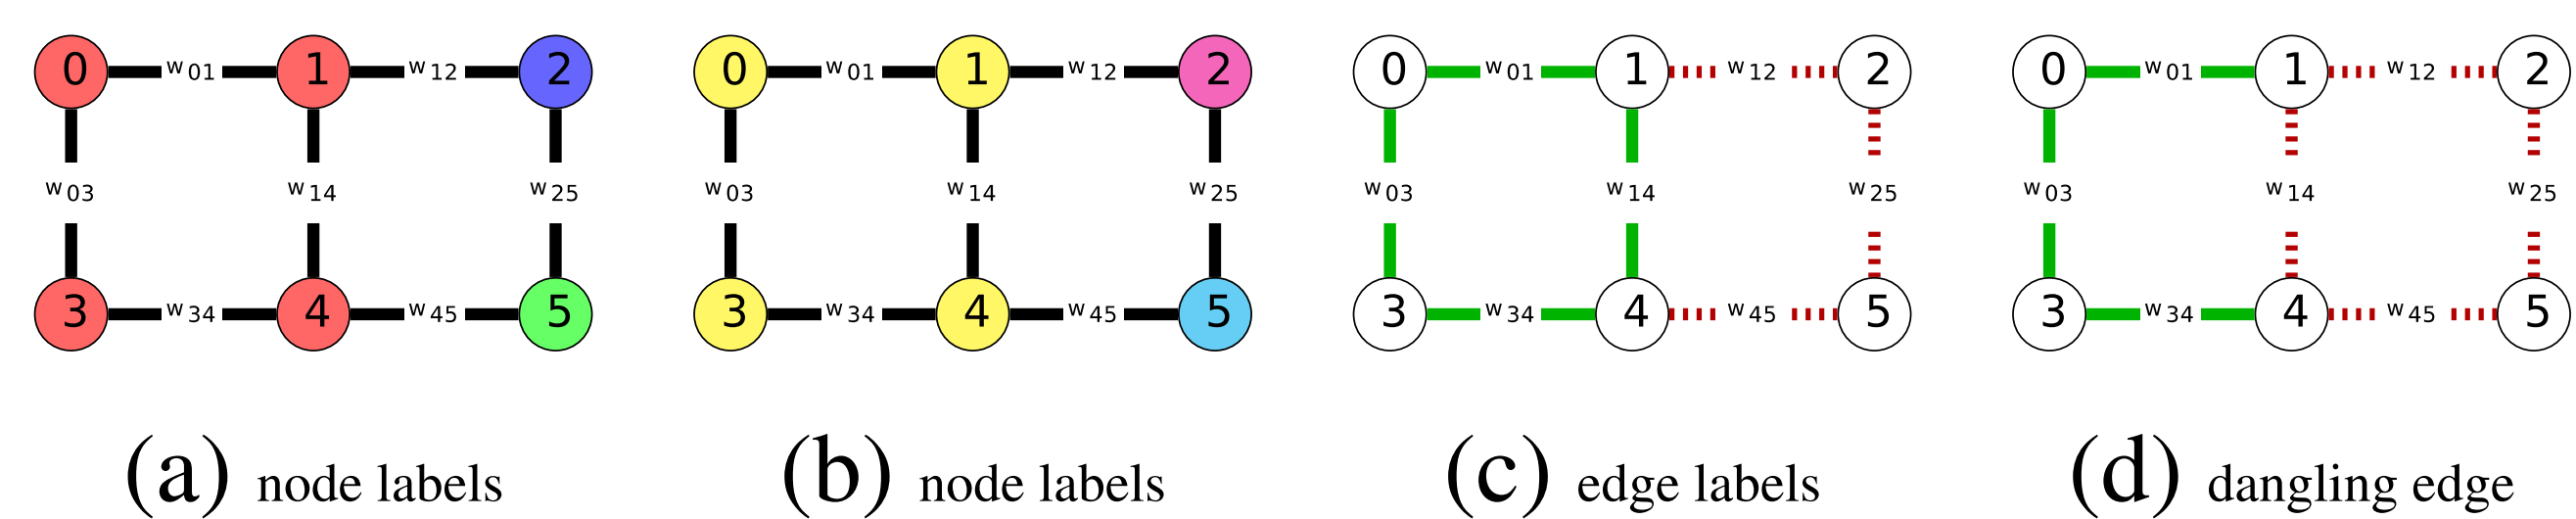 0 w01 1 w12 2 0 w01 1 w12 2 0 w01 1 w12 2 0 w01 1 w12 2
w03 w14 w25 w03 w14 w25 w03 w14 w25 w03 w14 w25
3 w34 4 w45 5 3 w34 4 w45 5 3 w34 4 w45 5 3 w34 4 w45 5
(a) node labels (b) node labels (c) edge labels (d) dangling edge